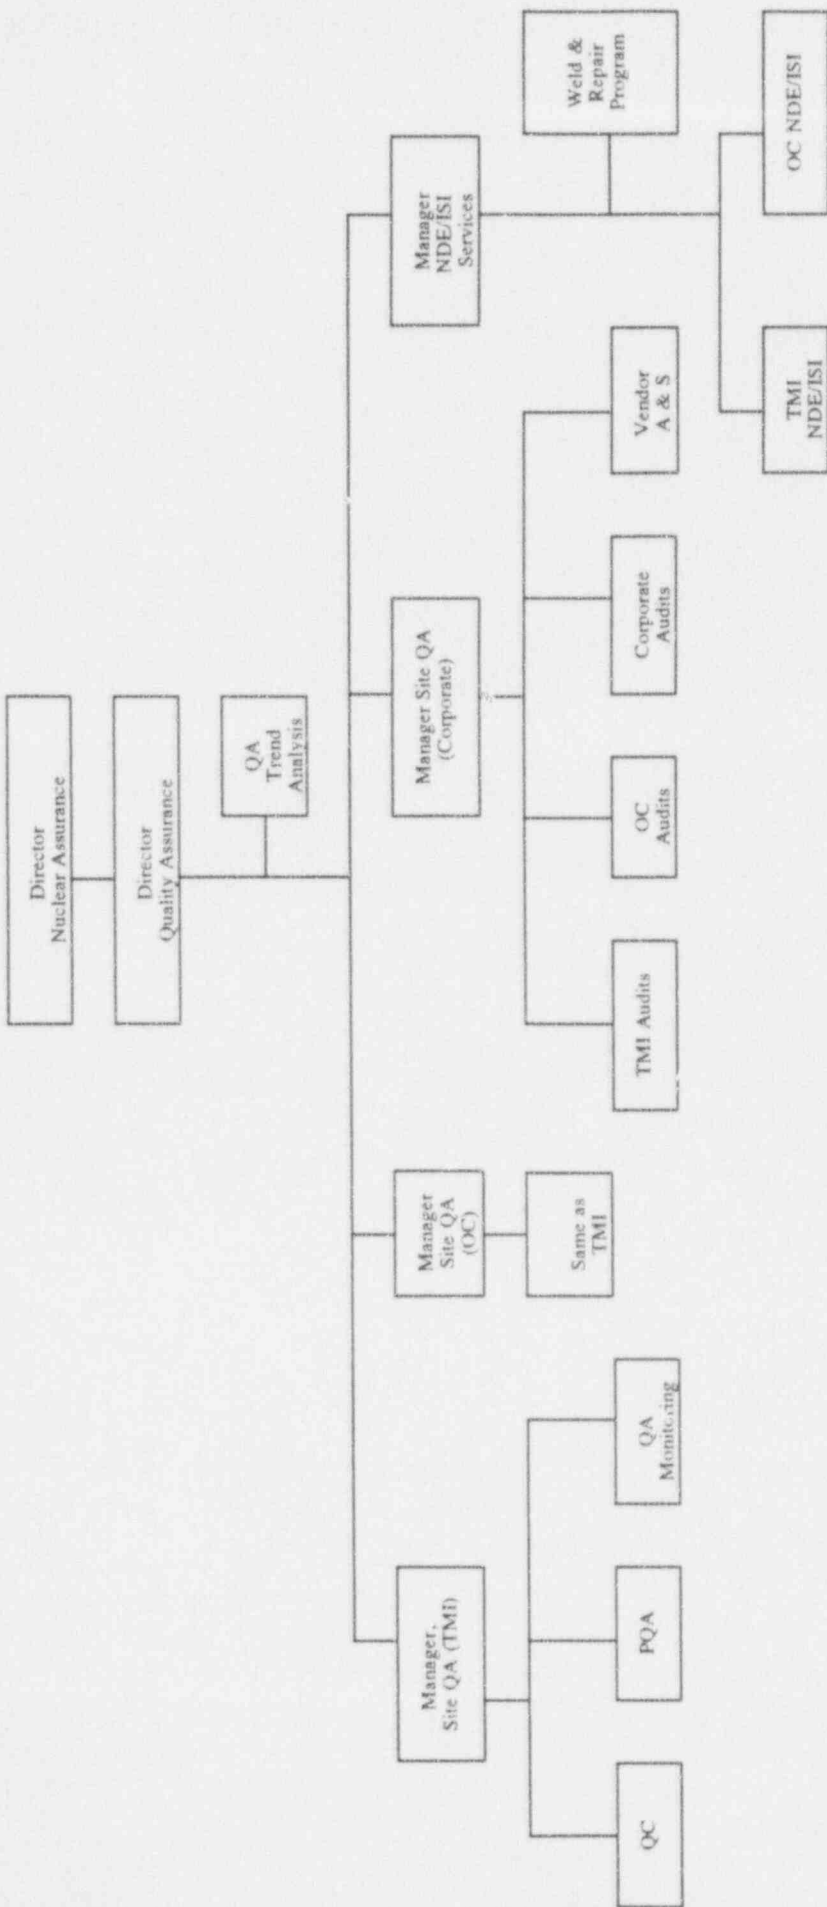 Director
Nuclear Assurance
Director
Quality Assurance
QA
Trend
Analysis
Manager,
Site QA (TMI)
Manager
Site QA
(OC)
Manager Site QA
(Corporate)
Manager
NDE/ISI
Services
Same as
TMI
Weld &
Repair
Program
QC
PQA
QA
Monitoring
TMI Audits
OC
Audits
Corporate
Audits
Vendor
A & S
TMI
NDE/ISI
OC NDE/ISI